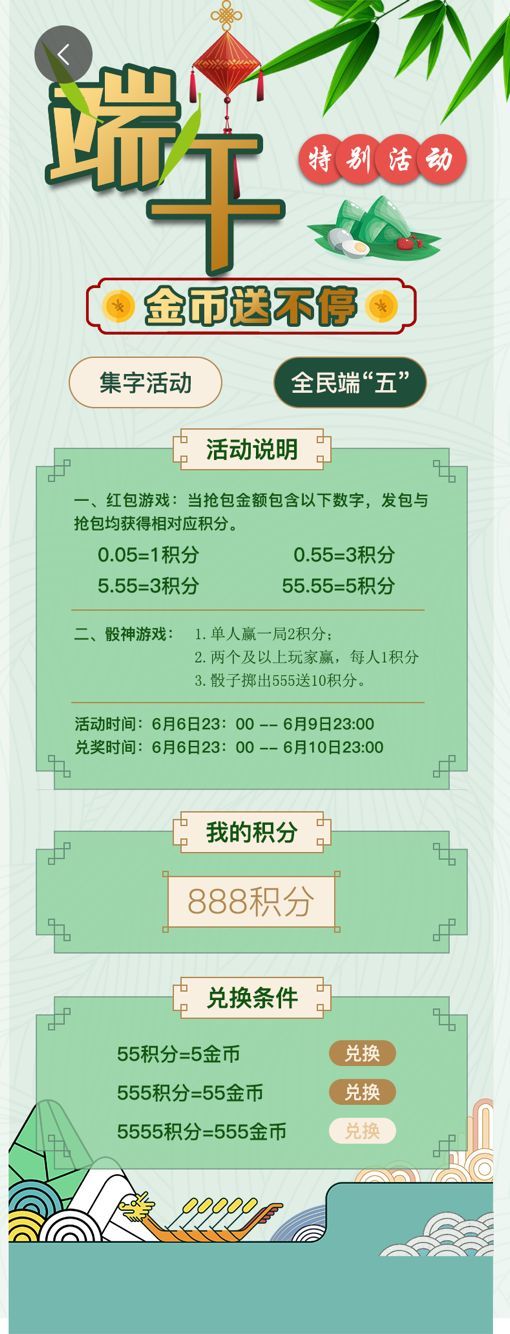 端午
特别活动
金币送不停
集字活动
全民端“五”
活动说明
一、红包游戏：当抢包金额包含以下数字，发包与
抢包均获得相对应积分。
0.05=1积分
0.55=3积分
5.55=3积分
55.55=5积分
二、骰神游戏：
1. 单人赢一局2积分；
2. 两个及以上玩家赢，每人1积分
3. 骰子掷出555送10积分。
活动时间：6月6日23：00 -- 6月9日23:00
兑奖时间：6月6日23：00 -- 6月10日23:00
我的积分
888积分
兑换条件
55积分=5金币
兑换
555积分=55金币
兑换
5555积分=555金币
兑换